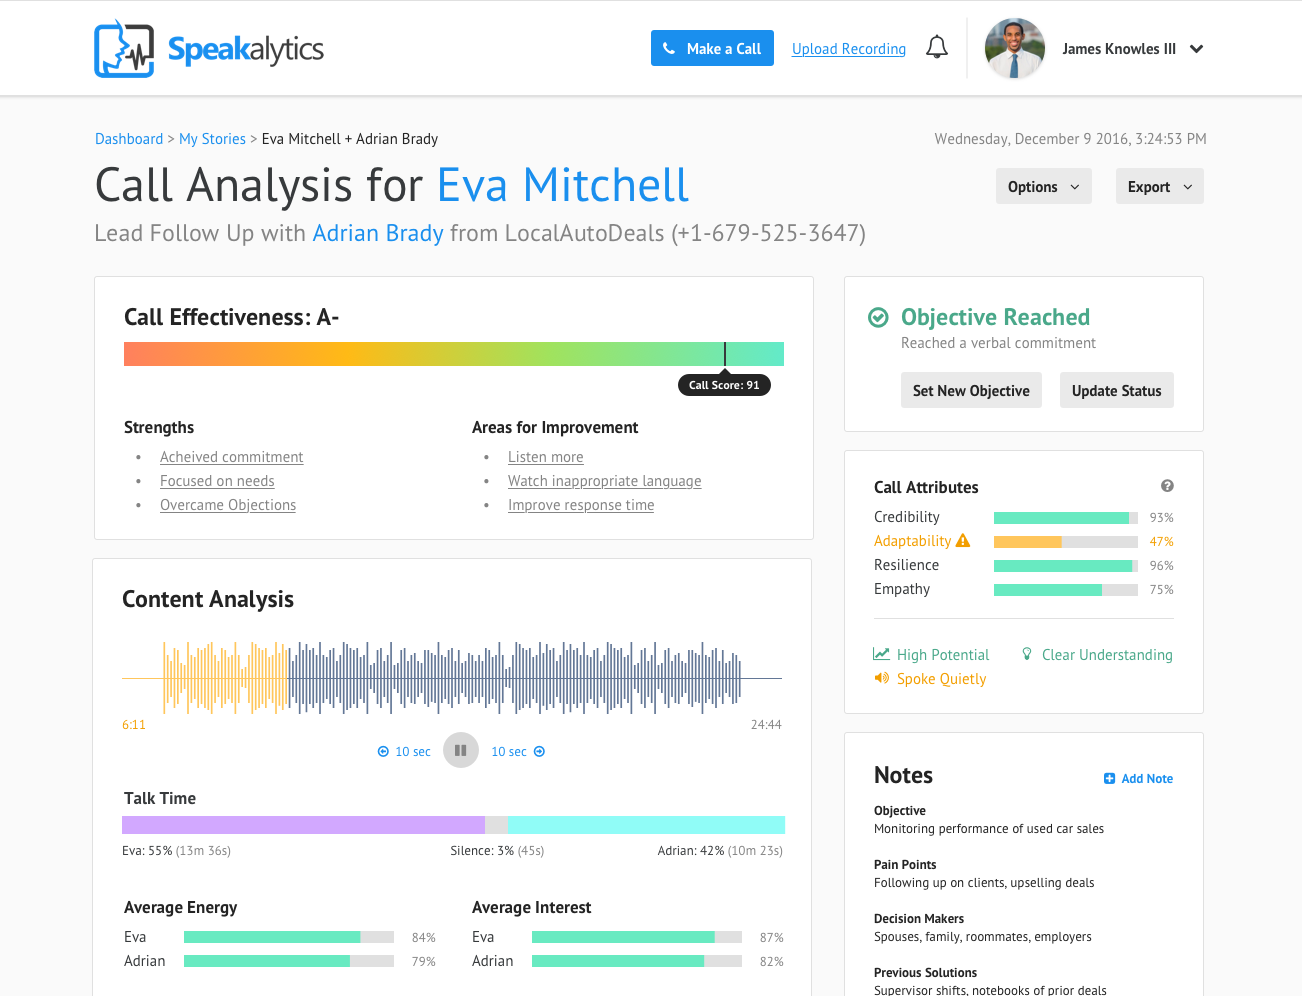 Speakalytics
Make a Call
Upload Recording
James Knowles III
Dashboard > My Stories > Eva Mitchell + Adrian Brady
Wednesday, December 9 2016, 3:24:53 PM
Call Analysis for Eva Mitchell
Options
Export
Lead Follow Up with Adrian Brady from LocalAutoDeals (+1-679-525-3647)
Call Effectiveness: A-
Call Score: 91
Strengths
Acheived commitment
Focused on needs
Overcame Objections
Areas for Improvement
Listen more
Watch inappropriate language
Improve response time
Objective Reached
Reached a verbal commitment
Set New Objective
Update Status
Call Attributes
Credibility 93%
Adaptability 47%
Resilience 96%
Empathy 75%
High Potential
Clear Understanding
Spoke Quietly
Content Analysis
6:11
24:44
10 sec
10 sec
Talk Time
Eva: 55% (13m 36s)
Silence: 3% (45s)
Adrian: 42% (10m 23s)
Average Energy
Eva 84%
Adrian 79%
Average Interest
Eva 87%
Adrian 82%
Notes
Add Note
Objective
Monitoring performance of used car sales
Pain Points
Following up on clients, upselling deals
Decision Makers
Spouses, family, roommates, employers
Previous Solutions
Supervisor shifts, notebooks of prior deals